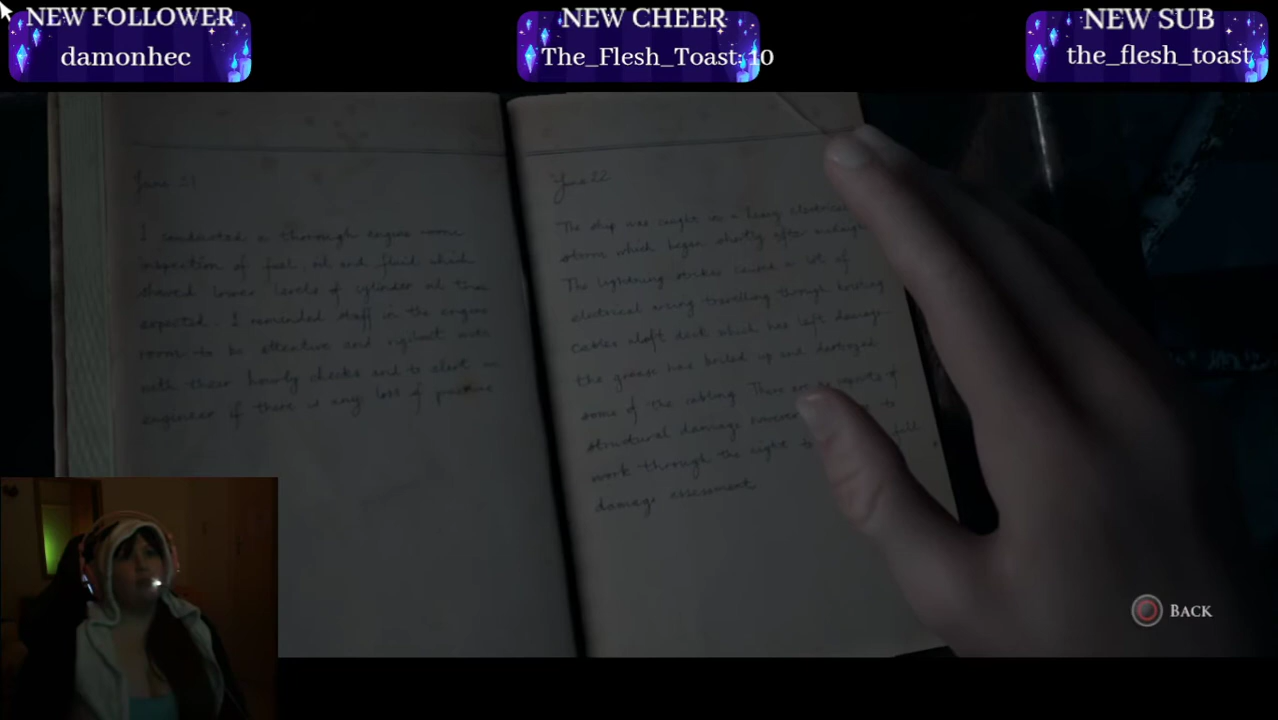 NEW FOLLOWER
damonhec
NEW CHEER
The_Flesh_Toast: 10
NEW SUB
the_flesh_toast
June 21
I conducted a thorough engine room
inspection of fuel, oil and fluid which
showed lower levels of cylinder oil than
expected. I reminded staff in the engine
room to be attentive and vigilant
with their hourly checks and to alert an
engineer if there is any loss of pressure
June 22
The ship was caught in a heavy electrical
storm which began shortly after midnight
The lightning strikes caused a lot of
electrical arcing travelling through hoisting
cables aloft deck which has left damage.
the grease has boiled up and destroyed
some of the cabling. There are no reports of
structural damage however to
work through the night to full
damage assessment
BACK